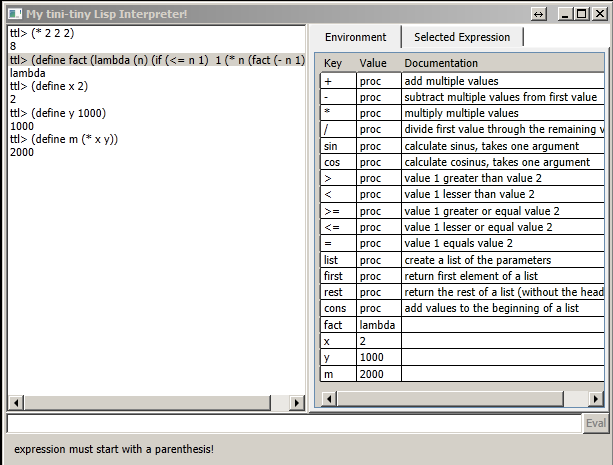 My tini-tiny Lisp Interpreter!
ttl> (* 2 2 2)
8
ttl> (define fact (lambda (n) (if (<= n 1)  1 (* n (fact (- n 1)
lambda
ttl> (define x 2)
2
ttl> (define y 1000)
1000
ttl> (define m (* x y))
2000
Environment Selected Expression
Key Value Documentation
+ proc add multiple values
- proc subtract multiple values from first value
* proc multiply multiple values
/ proc divide first value through the remaining v
sin proc calculate sinus, takes one argument
cos proc calculate cosinus, takes one argument
> proc value 1 greater than value 2
< proc value 1 lesser than value 2
>= proc value 1 greater or equal value 2
<= proc value 1 lesser or equal value 2
= proc value 1 equals value 2
list proc create a list of the parameters
first proc return first element of a list
rest proc return the rest of a list (without the head
cons proc add values to the beginning of a list
fact lambda
x 2
y 1000
m 2000
Eval
expression must start with a parenthesis!